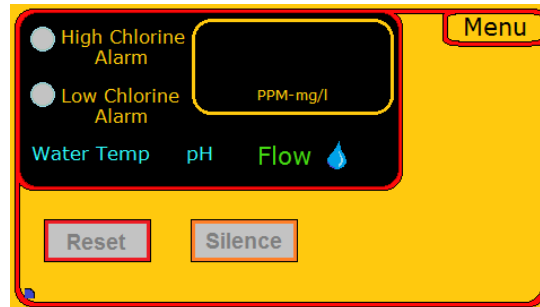 Menu
High Chlorine
Alarm
Low Chlorine
Alarm
PPM-mg/l
Water Temp pH Flow
Reset Silence